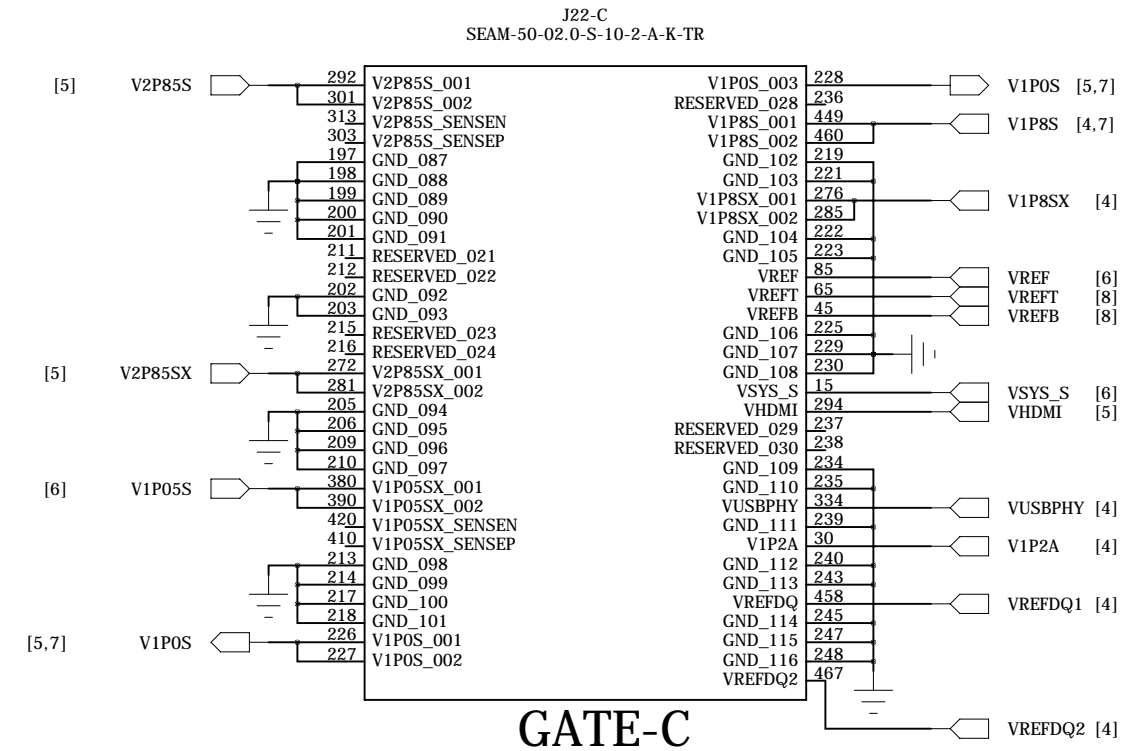 J22-C
SEAM-50-02.0-S-10-2-A-K-TR
[5] V2P85S 292 V2P85S_001 V1P0S_003 228 V1P0S [5,7]
301 V2P85S_002 RESERVED_028 236
313 V2P85S_SENSEN V1P8S_001 449 V1P8S [4,7]
303 V2P85S_SENSEP V1P8S_002 460
197 GND_087 GND_102 219
198 GND_088 GND_103 221
199 GND_089 V1P8SX_001 276 V1P8SX [4]
200 GND_090 V1P8SX_002 285
201 GND_091 GND_104 222
211 RESERVED_021 GND_105 223
212 RESERVED_022 VREF 85 VREF [6]
202 GND_092 VREFT 65 VREFT [8]
203 GND_093 VREFB 45 VREFB [8]
215 RESERVED_023 GND_106 225
216 RESERVED_024 GND_107 229
[5] V2P85SX 272 V2P85SX_001 GND_108 230
281 V2P85SX_002 VSYS_S 15 VSYS_S [6]
205 GND_094 VHDMI 294 VHDMI [5]
206 GND_095 RESERVED_029 237
209 GND_096 RESERVED_030 238
210 GND_097 GND_109 234
[6] V1P05S 380 V1P05SX_001 GND_110 235
390 V1P05SX_002 VUSBPHY 334 VUSBPHY [4]
420 V1P05SX_SENSEN GND_111 239
410 V1P05SX_SENSEP V1P2A 30 V1P2A [4]
213 GND_098 GND_112 240
214 GND_099 GND_113 243
217 GND_100 VREFDQ 458 VREFDQ1 [4]
218 GND_101 GND_114 245
[5,7] V1P0S 226 V1P0S_001 GND_115 247
227 V1P0S_002 GND_116 248
VREFDQ2 467
GATE-C
VREFDQ2 [4]